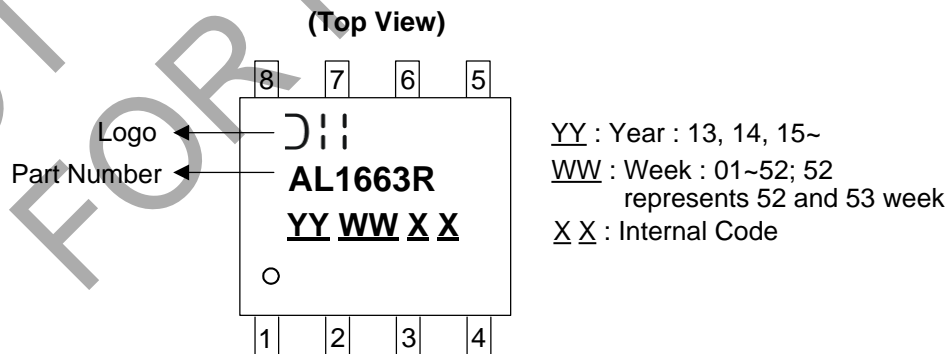 (Top View)
8 7 6 5
Logo
Part Number
AL1663R
YY WW X X
1 2 3 4
YY : Year : 13, 14, 15~
WW : Week : 01~52; 52
represents 52 and 53 week
X X : Internal Code
FOR